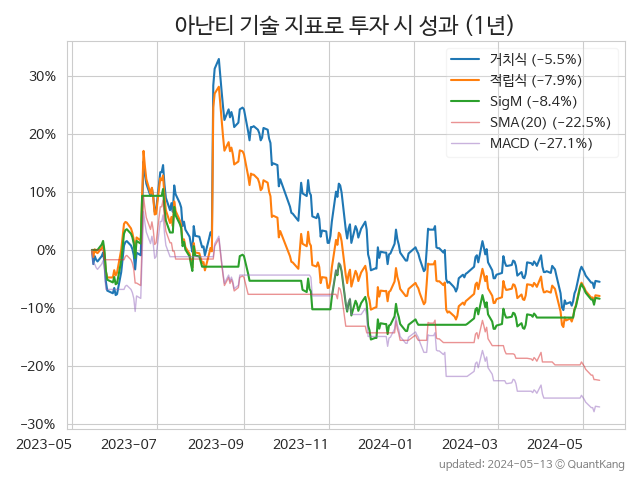 아난티 기술 지표로 투자 시 성과 (1년)
거치식 (−5.5%)
적립식 (−7.9%)
SigM (−8.4%)
SMA(20) (−22.5%)
MACD (−27.1%)
30%
20%
10%
0%
−10%
−20%
−30%
2023-05 2023-07 2023-09 2023-11 2024-01 2024-03 2024-05
updated: 2024-05-13 ⓒ QuantKang